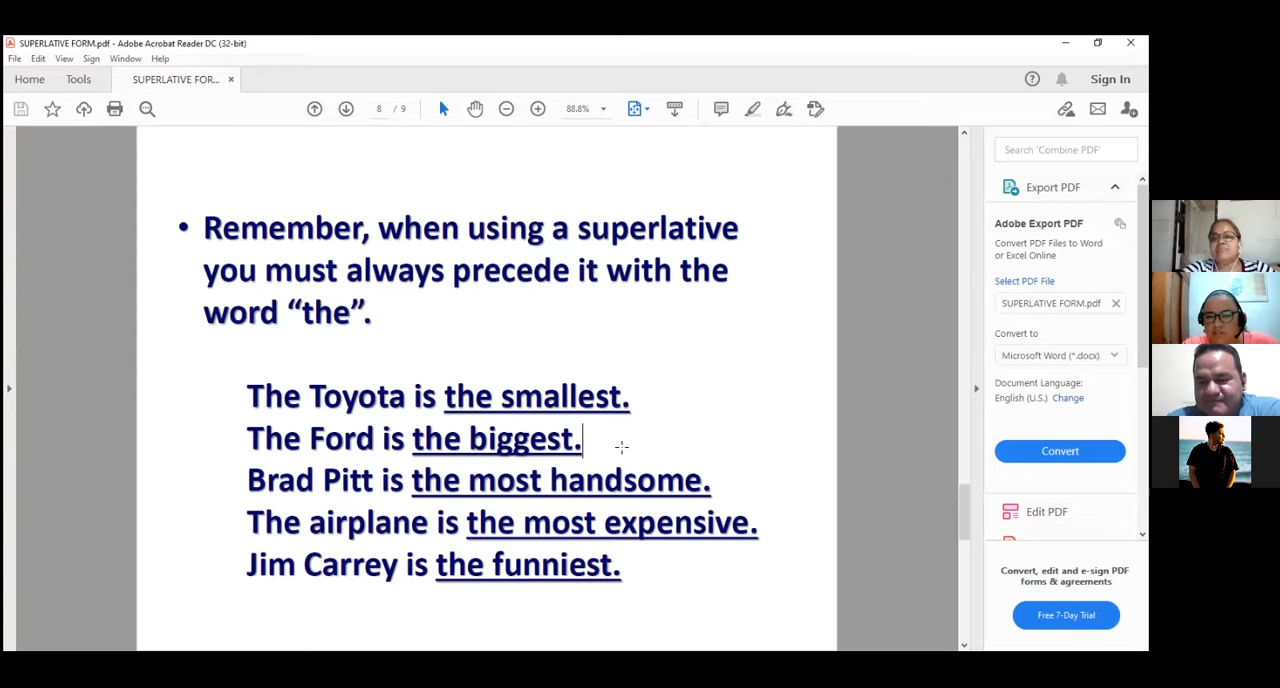 SUPERLATIVE FORM.pdf - Adobe Acrobat Reader DC (32-bit)
File Edit View Sign Window Help
Home Tools SUPERLATIVE FOR... × Sign In
8 / 9 88.8%
• Remember, when using a superlative
you must always precede it with the
word “the”.
The Toyota is the smallest.
The Ford is the biggest.
Brad Pitt is the most handsome.
The airplane is the most expensive.
Jim Carrey is the funniest.
Search 'Combine PDF'
Export PDF
Adobe Export PDF
Convert PDF Files to Word
or Excel Online
Select PDF File
SUPERLATIVE FORM.pdf
Convert to
Microsoft Word (*.docx)
Document Language:
English (U.S.) Change
Convert
Edit PDF
Convert, edit and e-sign PDF
forms & agreements
Free 7-Day Trial